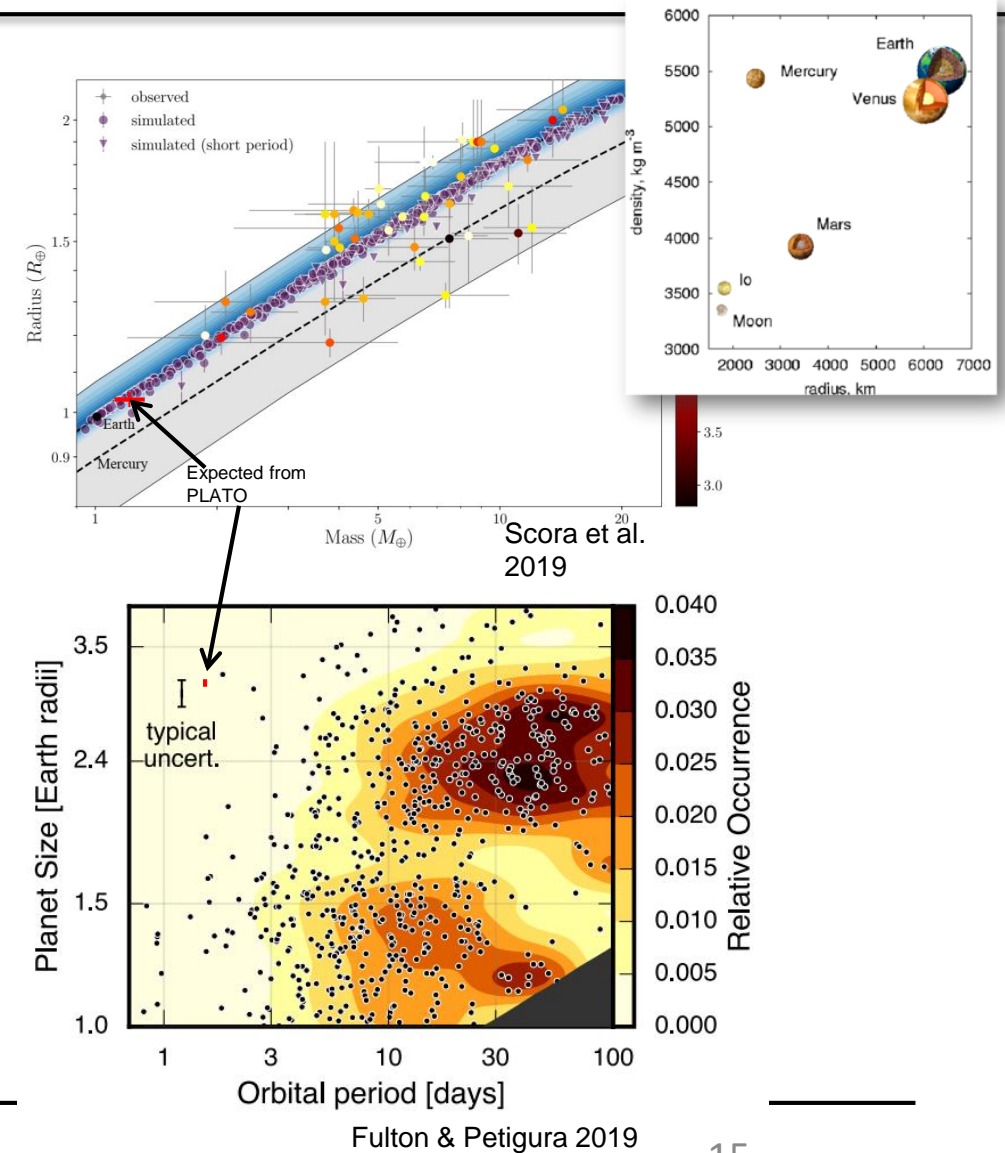 observed
simulated
simulated (short period)
2
1.5
1
0.9
Radius (R⊕)
Earth
Mercury
Expected from
PLATO
1
5
10
20
Mass (M⊕)
3.5
3.0
Scora et al.
2019
6000
5500
5000
4500
4000
3500
3000
density, kg m⁻³
Earth
Mercury
Venus
Mars
Io
Moon
2000 3000 4000 5000 6000 7000
radius, km
3.5
2.4
1.5
1.0
Planet Size [Earth radii]
typical
uncert.
1 3 10 30 100
Orbital period [days]
0.040
0.035
0.030
0.025
0.020
0.015
0.010
0.005
0.000
Relative Occurrence
Fulton & Petigura 2019
15